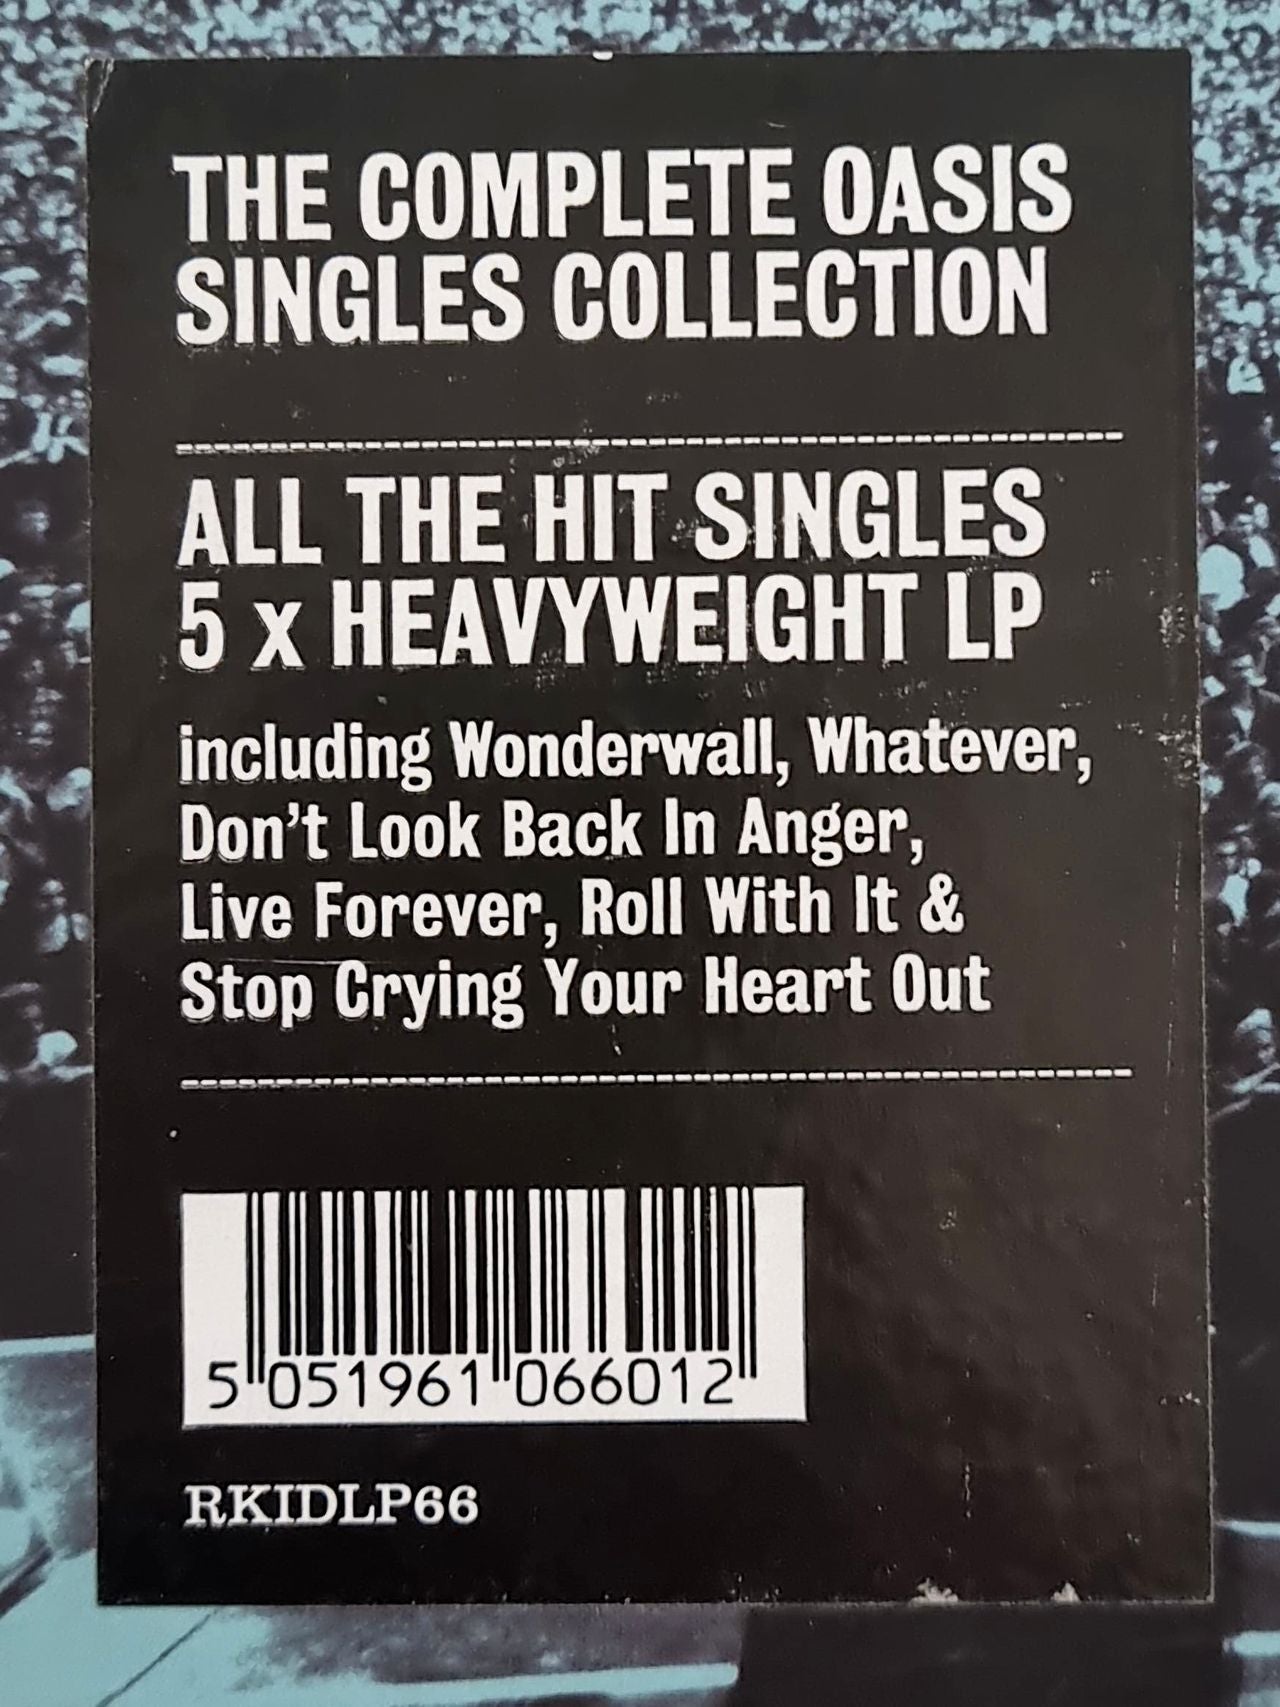 THE COMPLETE OASIS
SINGLES COLLECTION
ALL THE HIT SINGLES
5 x HEAVYWEIGHT LP
including Wonderwall, Whatever,
Don't Look Back In Anger,
Live Forever, Roll With It &
Stop Crying Your Heart Out
5 051961 066012
RKIDLP66